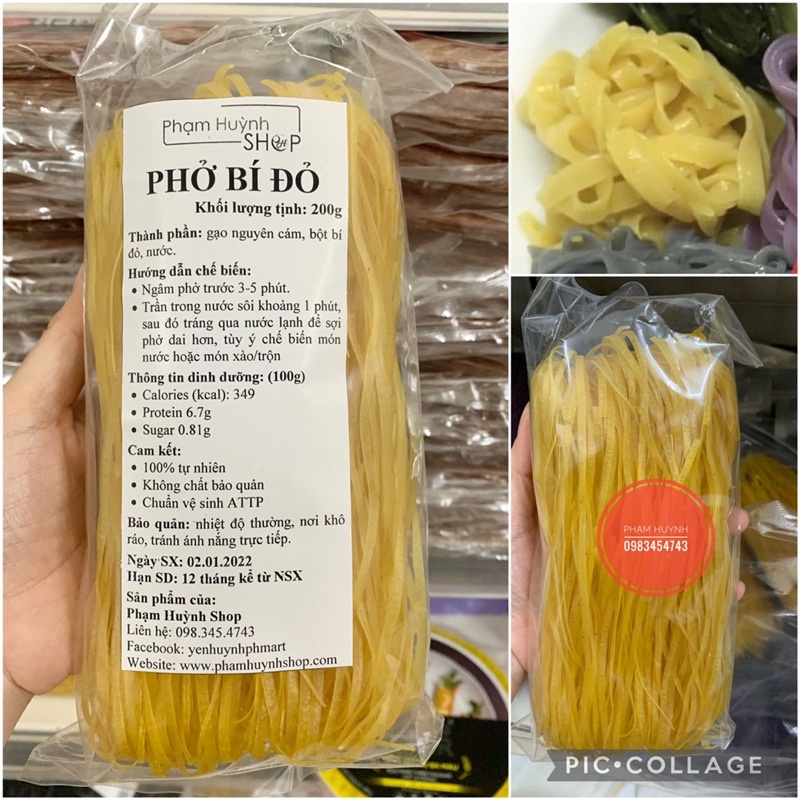 Phạm Huỳnh
SHOP
PHỞ BÍ ĐỎ
Khối lượng tịnh: 200g
Thành phần: gạo nguyên cám, bột bí
đỏ, nước.
Hướng dẫn chế biến:
• Ngâm phở trước 3-5 phút.
• Trần trong nước sôi khoảng 1 phút,
sau đó tráng qua nước lạnh để sợi
phở dai hơn, tùy ý chế biến món
nước hoặc món xào/trộn
Thông tin dinh dưỡng: (100g)
• Calories (kcal): 349
• Protein 6.7g
• Sugar 0.81g
Cam kết:
• 100% tự nhiên
• Không chất bảo quản
• Chuẩn vệ sinh ATTP
Bảo quản: nhiệt độ thường, nơi khô
ráo, tránh ánh nắng trực tiếp.
Ngày SX: 02.01.2022
Hạn SD: 12 tháng kể từ NSX
Sản phẩm của:
Phạm Huỳnh Shop
Liên hệ: 098.345.4743
Facebook: yenhuynhphmart
Website: www.phamhuynhshop.com
PHẠM HUỲNH
0983454743
PIC•COLLAGE